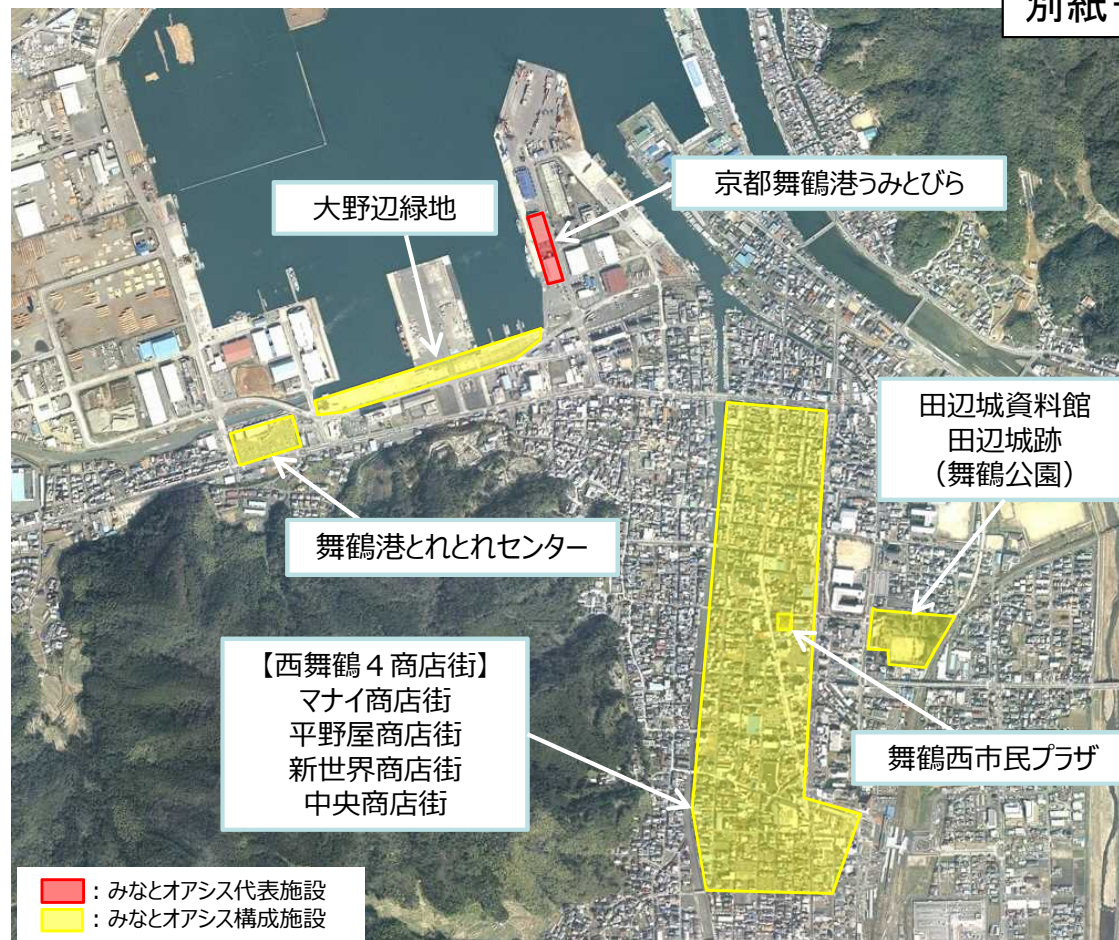 別紙
京都舞鶴港うみとびら
大野辺緑地
田辺城資料館
田辺城跡
（舞鶴公園）
舞鶴港とれとれセンター
【西舞鶴４商店街】
マナイ商店街
平野屋商店街
新世界商店街
中央商店街
舞鶴西市民プラザ
：みなとオアシス代表施設
：みなとオアシス構成施設